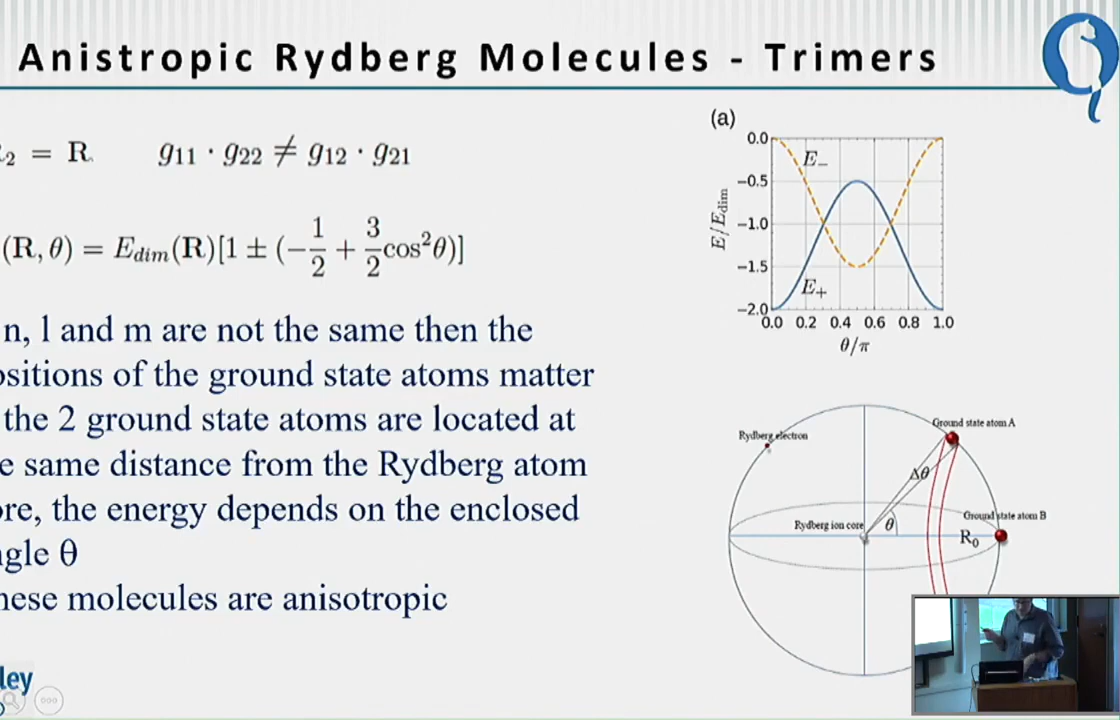 Anistropic Rydberg Molecules - Trimers
₂ = R g₁₁ · g₂₂ ≠ g₁₂ · g₂₁
(R, θ) = E_dim(R)[1 ± (−1/2 + 3/2 cos²θ)]
n, l and m are not the same then the
ositions of the ground state atoms matter
the 2 ground state atoms are located at
e same distance from the Rydberg atom
ore, the energy depends on the enclosed
ngle θ
hese molecules are anisotropic
ley
(a)
0.0
−0.5
−1.0
−1.5
−2.0
E/E_dim
E₋
E₊
0.0 0.2 0.4 0.6 0.8 1.0
θ/π
Ground state atom A
Rydberg electron
Δθ
Ground state atom B
Rydberg ion core
θ
R₀